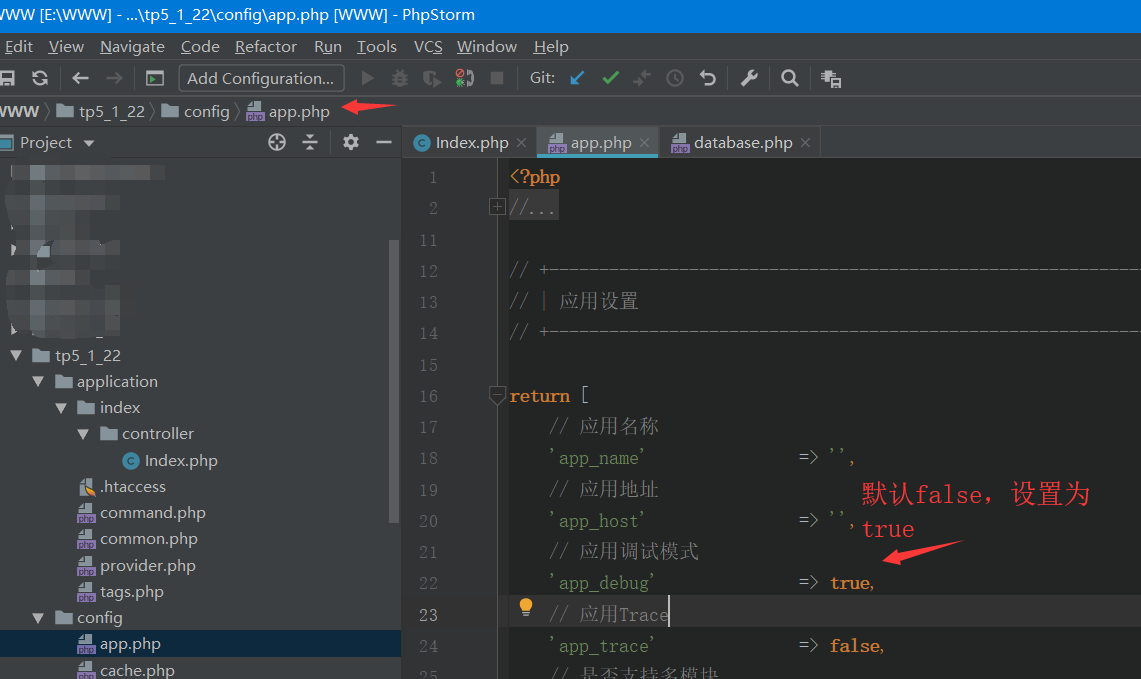 WWW [E:\WWW] - ...\tp5_1_22\config\app.php [WWW] - PhpStorm
Edit View Navigate Code Refactor Run Tools VCS Window Help
Add Configuration... Git:
WWW tp5_1_22 config app.php
Project
Index.php app.php database.php
tp5_1_22
application
index
controller
Index.php
.htaccess
command.php
common.php
provider.php
tags.php
config
app.php
cache.php
1 <?php
2 //...
11
12 // +-----------------------------------------------------------
13 // | 应用设置
14 // +-----------------------------------------------------------
15
16 return [
17 // 应用名称
18 'app_name' => '',
19 // 应用地址
20 'app_host' => '',
21 // 应用调试模式
22 'app_debug' => true,
23 // 应用Trace
24 'app_trace' => false,
25 // 是否支持多模块
默认false，设置为
true